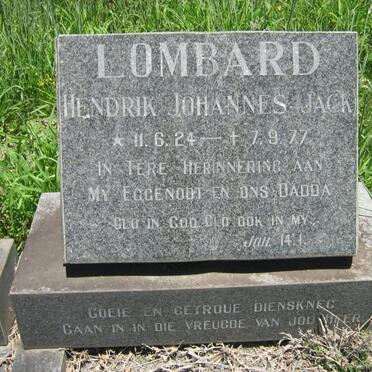 LOMBARD
HENDRIK JOHANNES (JACK)
* 11.6.24 — † 7.9.77
IN TERE HERINNERING AAN
MY EGGENOOT EN ONS DADDA
GLO IN GOD GLO OOK IN MY.
Joh. 14:1.
GOEIE EN GETROUE DIENSKNEG
GAAN IN IN DIE VREUGDE VAN JOU HEER